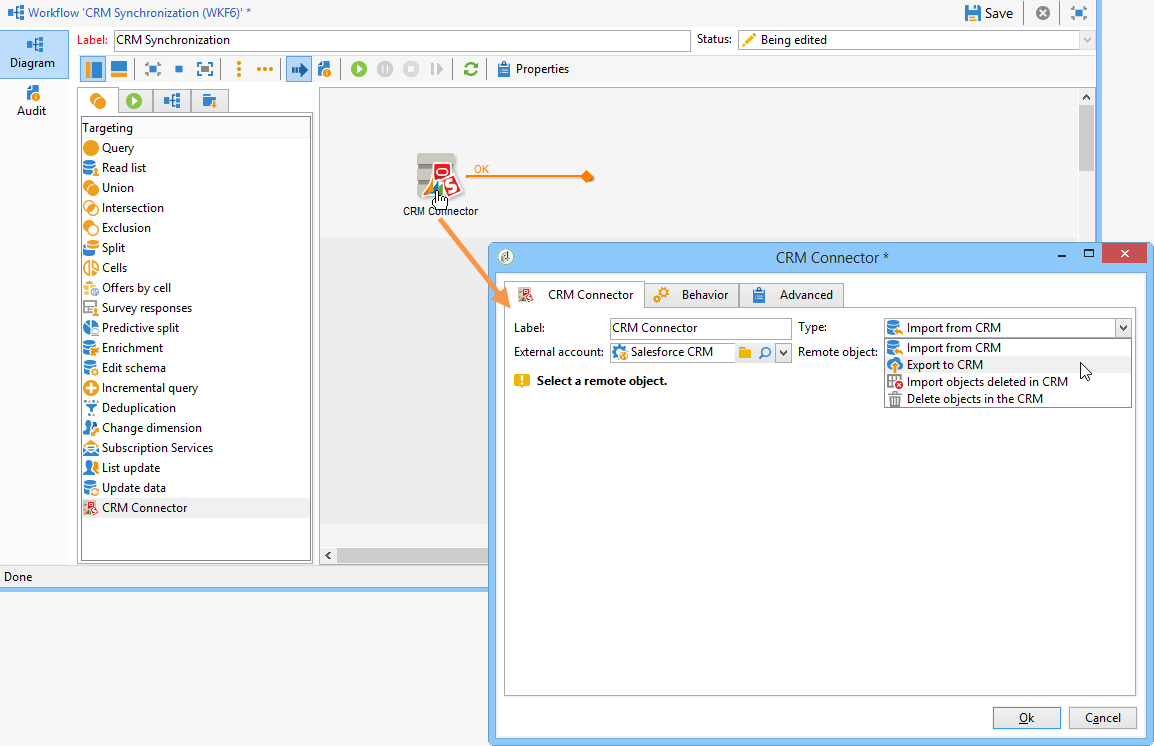 Workflow 'CRM Synchronization (WKF6)' *
Save
Diagram
Audit
Label: CRM Synchronization
Status: Being edited
Properties
Targeting
Query
Read list
Union
Intersection
Exclusion
Split
Cells
Offers by cell
Survey responses
Predictive split
Enrichment
Edit schema
Incremental query
Deduplication
Change dimension
Subscription Services
List update
Update data
CRM Connector
OK
CRM Connector
Done
CRM Connector *
CRM Connector Behavior Advanced
Label: CRM Connector Type: Import from CRM
External account: Salesforce CRM Remote object:
Import from CRM
Export to CRM
Import objects deleted in CRM
Delete objects in the CRM
Select a remote object.
Ok Cancel